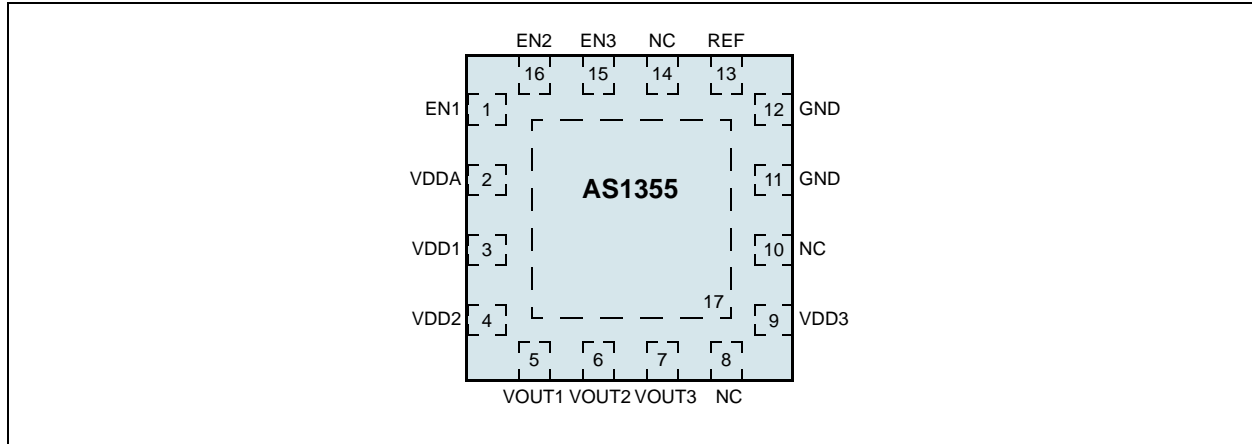 EN2 EN3 NC REF
16 15 14 13
EN1 1 12 GND
VDDA 2 AS1355 11 GND
VDD1 3 10 NC
17
VDD2 4 9 VDD3
5 6 7 8
VOUT1 VOUT2 VOUT3 NC